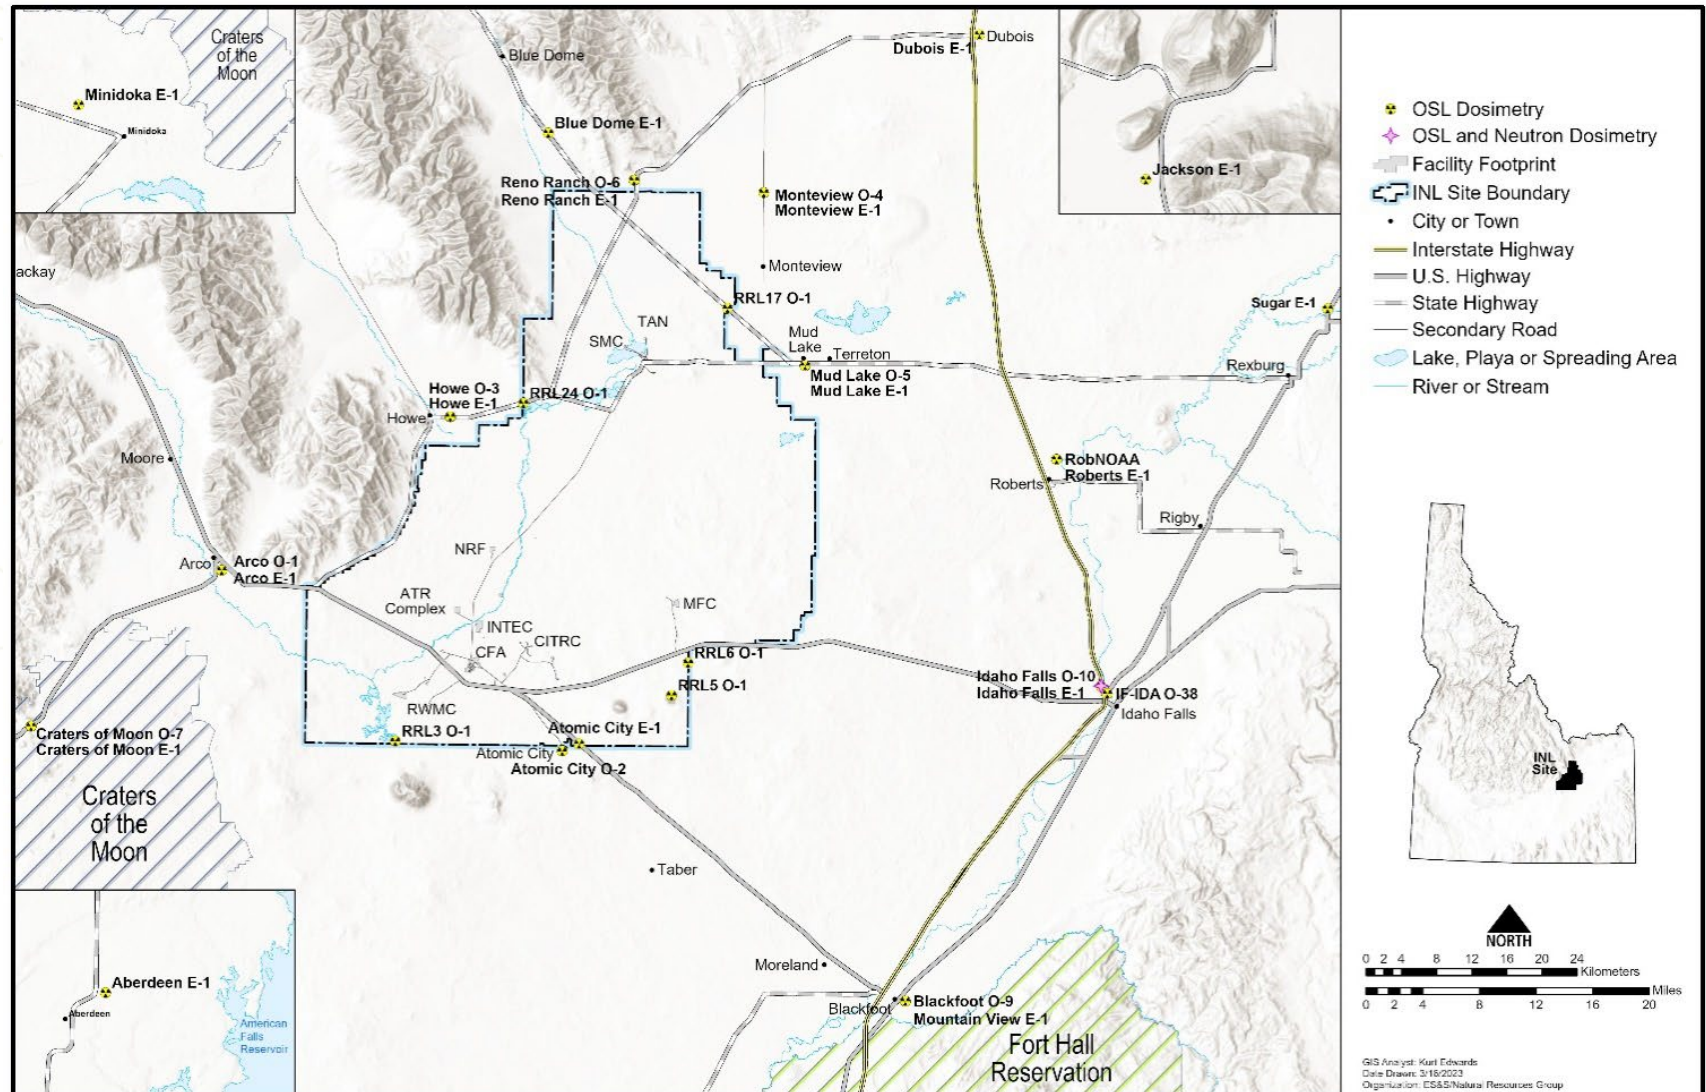 Craters
of the
Moon
Minidoka E-1
Minidoka
Blue Dome
Blue Dome E-1
Dubois E-1
Dubois
Jackson E-1
Reno Ranch O-6
Reno Ranch E-1
Monteview O-4
Monteview E-1
Monteview
ackay
RRL17 O-1
TAN
SMC
Mud
Lake
Terreton
Mud Lake O-5
Mud Lake E-1
Sugar E-1
Rexburg
Howe O-3
Howe E-1
Howe
RRL24 O-1
Moore
RobNOAA
Roberts E-1
Roberts
Rigby
NRF
Arco
Arco O-1
Arco E-1
ATR
Complex
INTEC
CITRC
CFA
MFC
RRL6 O-1
RRL5 O-1
RWMC
RRL3 O-1
Atomic City E-1
Atomic City
Atomic City O-2
Idaho Falls O-10
Idaho Falls E-1
IF-IDA O-38
Idaho Falls
Craters of Moon O-7
Craters of Moon E-1
Craters
of the
Moon
Taber
Moreland
Blackfoot
Blackfoot O-9
Mountain View E-1
Fort Hall
Reservation
Aberdeen E-1
Aberdeen
American
Falls
Reservoir
OSL Dosimetry
OSL and Neutron Dosimetry
Facility Footprint
INL Site Boundary
City or Town
Interstate Highway
U.S. Highway
State Highway
Secondary Road
Lake, Playa or Spreading Area
River or Stream
INL
Site
NORTH
0 2 4 8 12 16 20 24
Kilometers
Miles
0 2 4 8 12 16 20
GIS Analyst: Kurt Edwards
Date Drawn: 3/16/2023
Organization: ES&S/Natural Resources Group